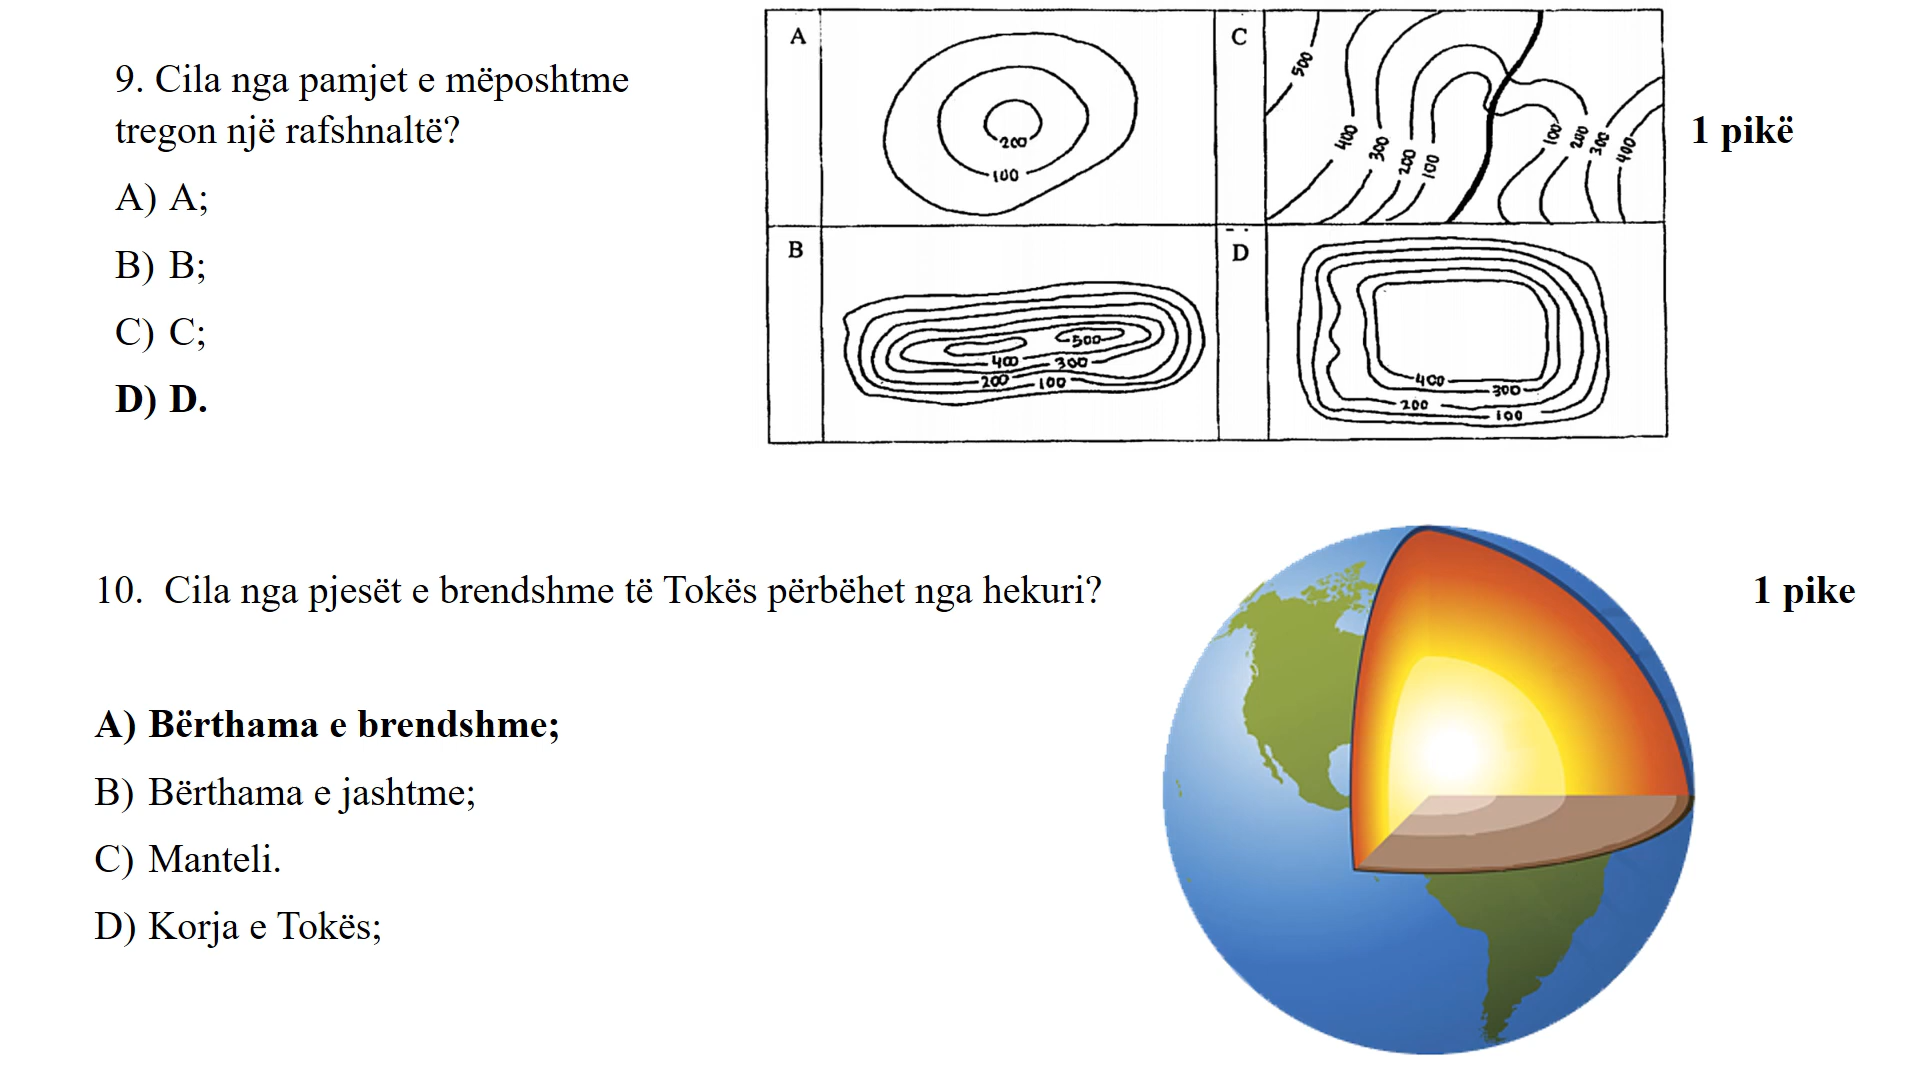 9. Cila nga pamjet e mëposhtme
tregon një rafshnaltë?
A) A;
B) B;
C) C;
D) D.
A
200
100
C
500
400
300
200
100
100
200
300
400
B
500
400
300
200
100
D
400
300
200
100
1 pikë
10. Cila nga pjesët e brendshme të Tokës përbëhet nga hekuri?
1 pike
A) Bërthama e brendshme;
B) Bërthama e jashtme;
C) Manteli.
D) Korja e Tokës;